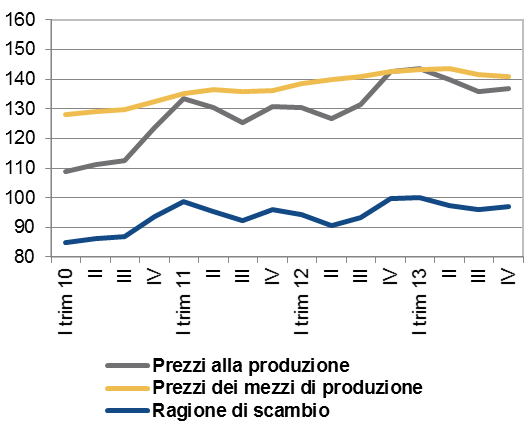 160
150
140
130
120
110
100
90
80
I trim 10
II
III
IV
I trim 11
II
III
IV
I trim 12
II
III
IV
I trim 13
II
III
IV
Prezzi alla produzione
Prezzi dei mezzi di produzione
Ragione di scambio